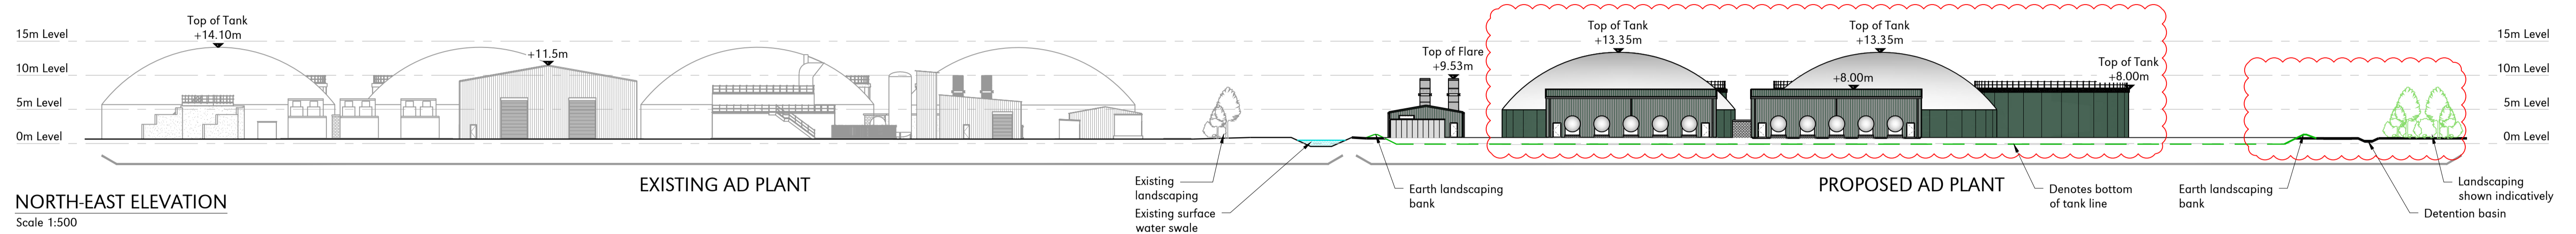 Top of Tank
+14.10m
15m Level
+11.5m
10m Level
5m Level
0m Level
Top of Flare
+9.53m
Top of Tank
+13.35m
Top of Tank
+13.35m
+8.00m
Top of Tank
+8.00m
15m Level
10m Level
5m Level
0m Level
EXISTING AD PLANT
Existing
landscaping
Existing surface
water swale
Earth landscaping
bank
PROPOSED AD PLANT
Denotes bottom
of tank line
Earth landscaping
bank
Landscaping
shown indicatively
Detention basin
NORTH-EAST ELEVATION
Scale 1:500